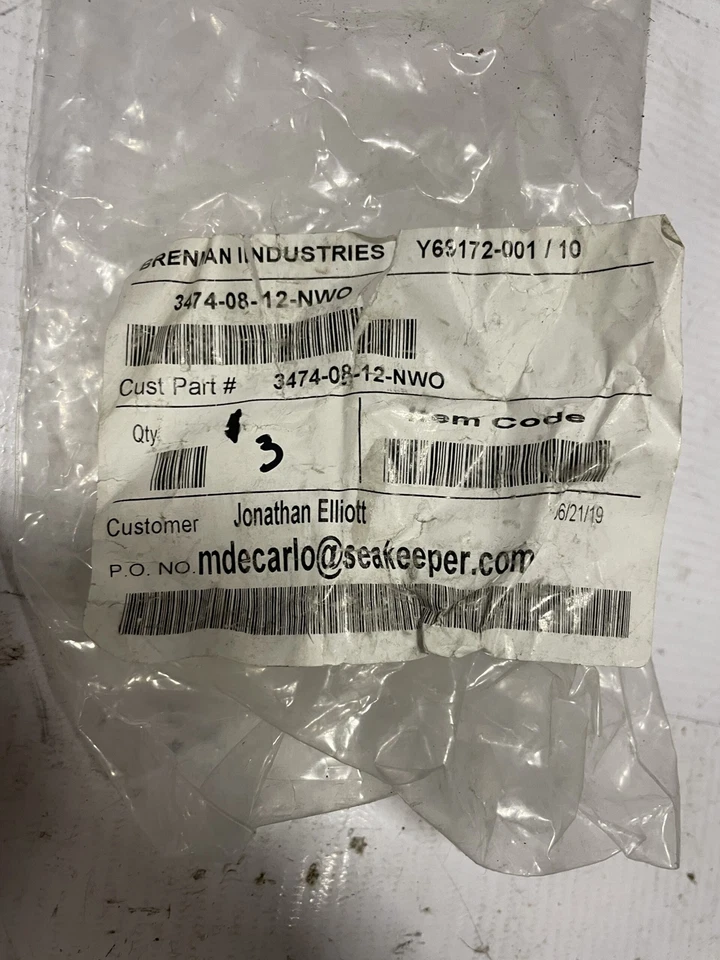 BRENNAN INDUSTRIES Y69172-001 / 10
3474-08-12-NWO
Cust Part # 3474-08-12-NWO
Qty 3
Item Code
Customer Jonathan Elliott 6/21/19
P.O. NO. mdecarlo@seakeeper.com